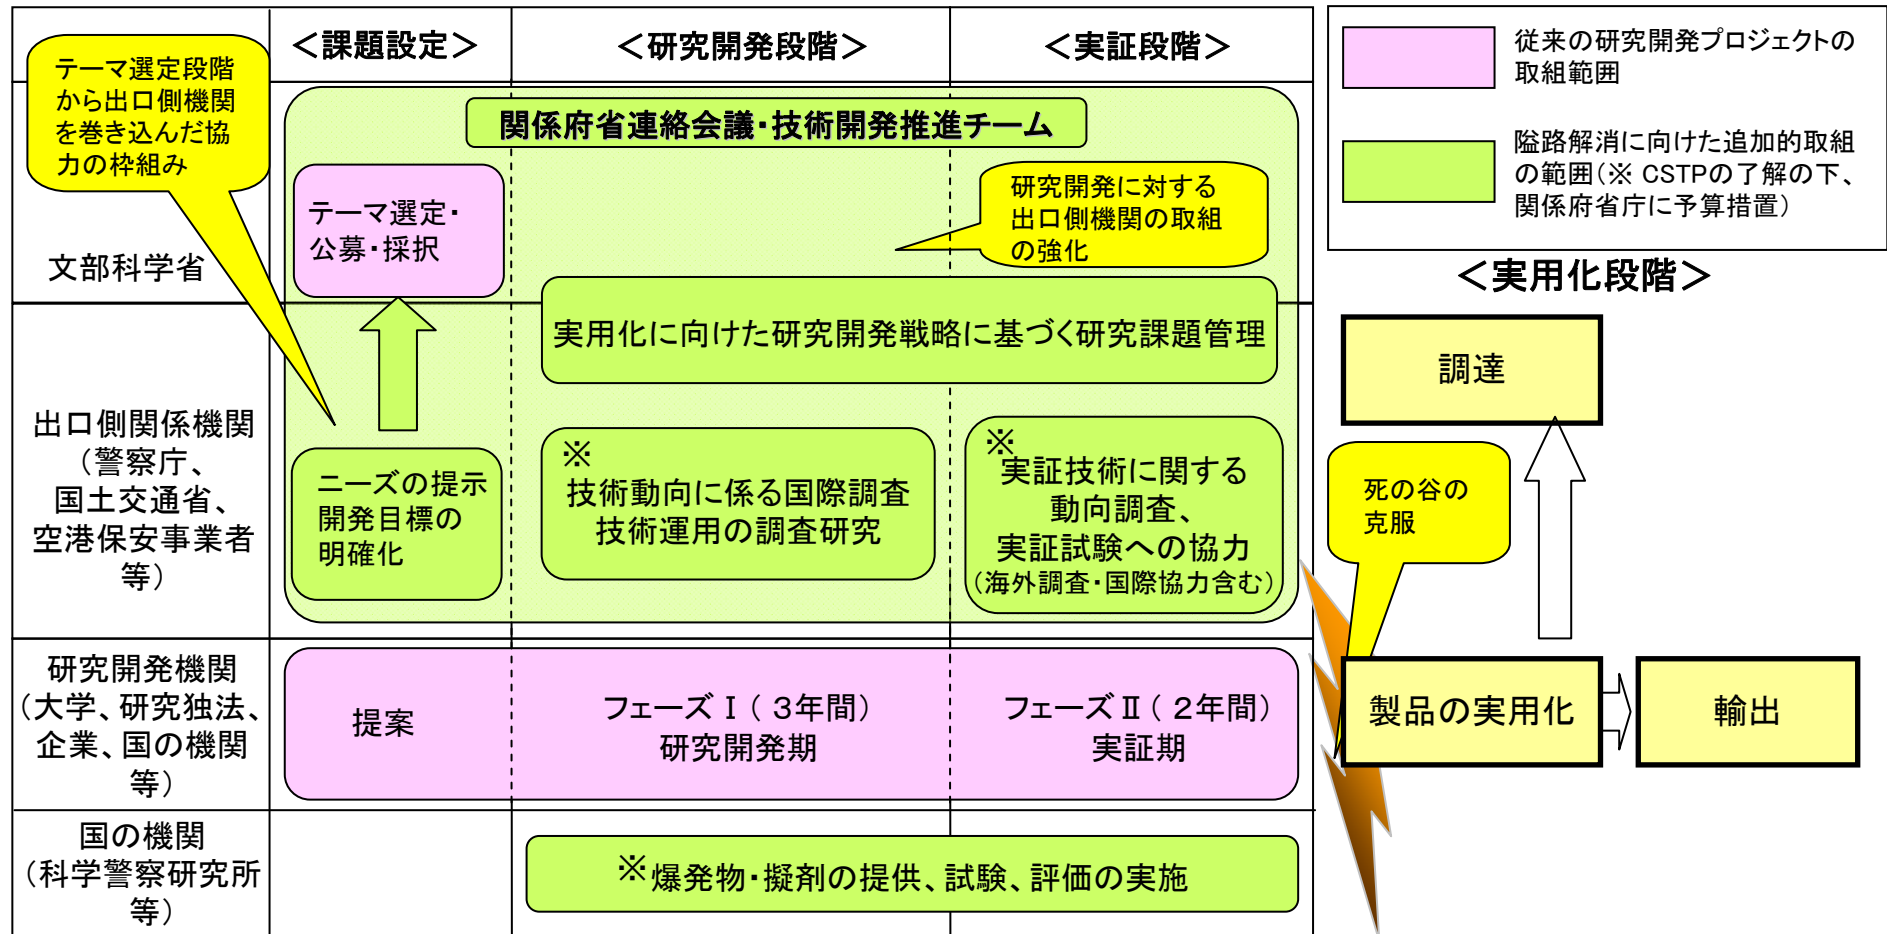 ＜課題設定＞
＜研究開発段階＞
＜実証段階＞
テーマ選定段階
から出口側機関
を巻き込んだ協
力の枠組み
関係府省連絡会議・技術開発推進チーム
文部科学省
テーマ選定・
公募・採択
研究開発に対する
出口側機関の取組
の強化
実用化に向けた研究開発戦略に基づく研究課題管理
出口側関係機関
（警察庁、
国土交通省、
空港保安事業者
等）
ニーズの提示
開発目標の
明確化
※
技術動向に係る国際調査
技術運用の調査研究
※
実証技術に関する
動向調査、
実証試験への協力
（海外調査・国際協力含む）
研究開発機関
（大学、研究独法、
企業、国の機関
等）
提案
フェーズⅠ（３年間）
研究開発期
フェーズⅡ（２年間）
実証期
国の機関
（科学警察研究所
等）
※爆発物・擬剤の提供、試験、評価の実施
従来の研究開発プロジェクトの
取組範囲
隘路解消に向けた追加的取組
の範囲（※ CSTPの了解の下、
関係府省庁に予算措置）
＜実用化段階＞
調達
死の谷の
克服
製品の実用化
輸出